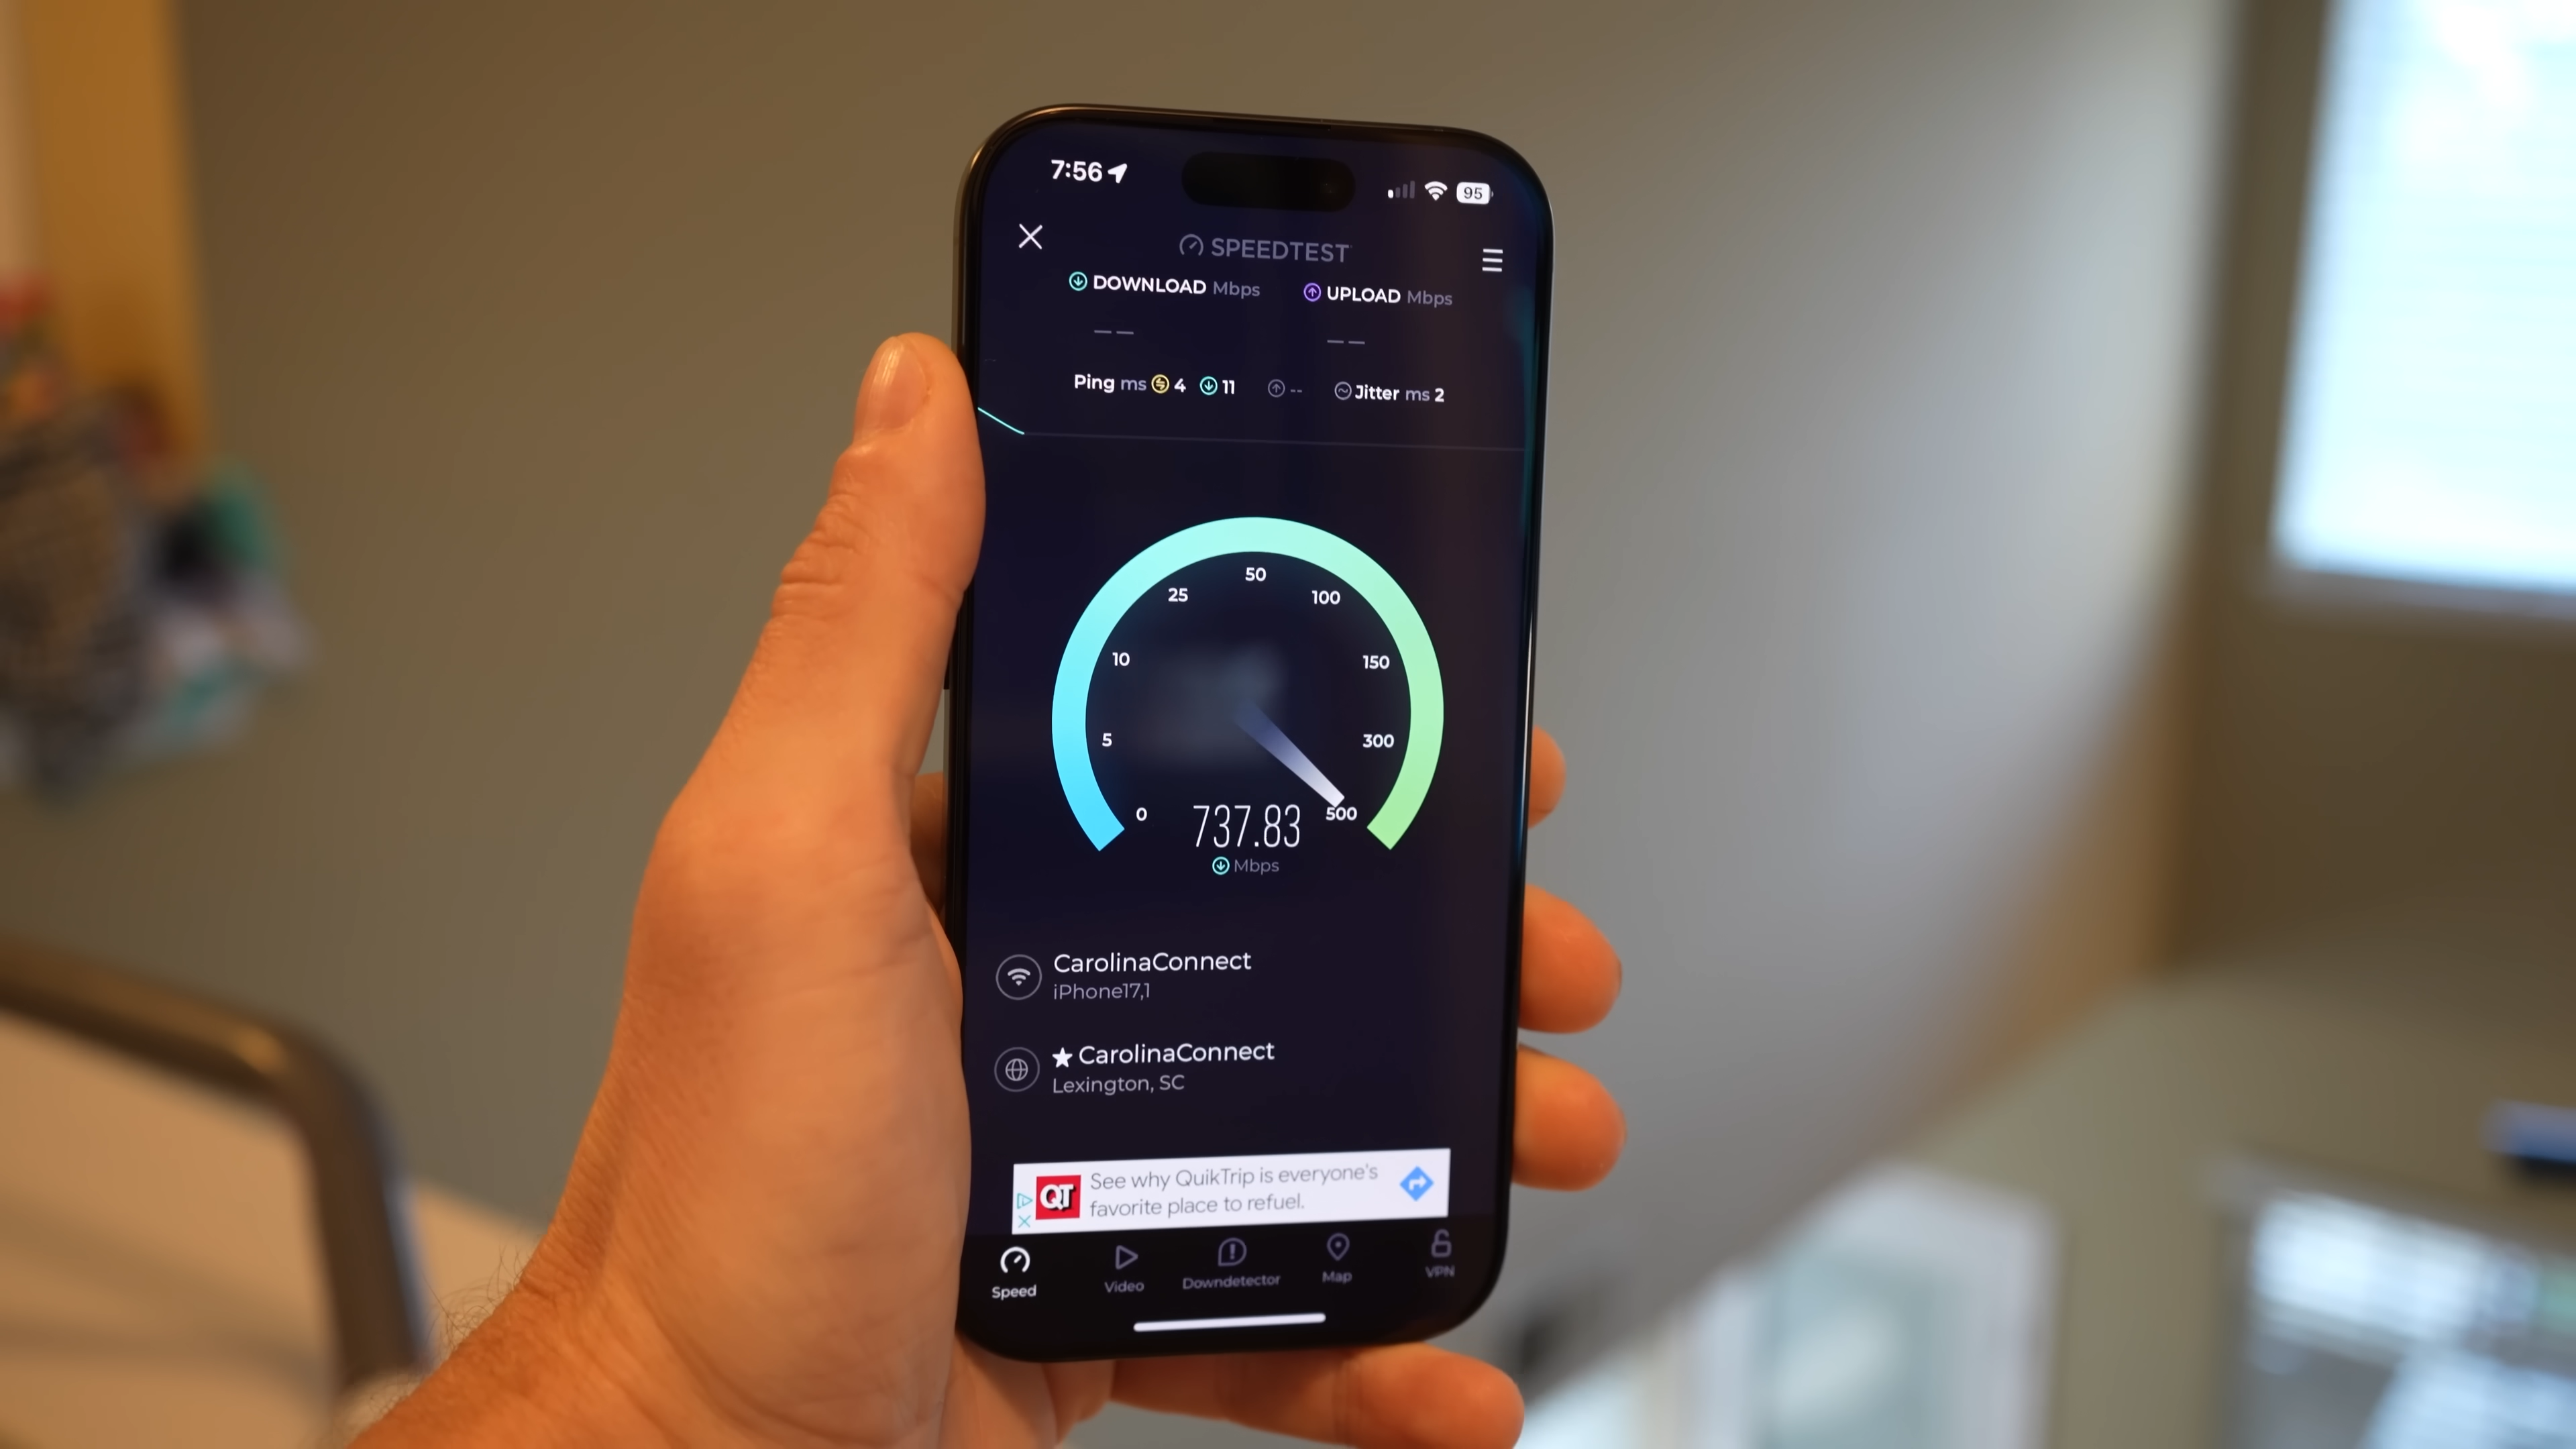 7:56
95
SPEEDTEST
DOWNLOAD Mbps
UPLOAD Mbps
— —
— —
Ping ms 4 11 -- Jitter ms 2
50
25
100
10
150
5
300
0
737.83
500
Mbps
CarolinaConnect
iPhone17,1
★ CarolinaConnect
Lexington, SC
QT
See why QuikTrip is everyone's
favorite place to refuel.
Speed
Video
Downdetector
Map
VPN